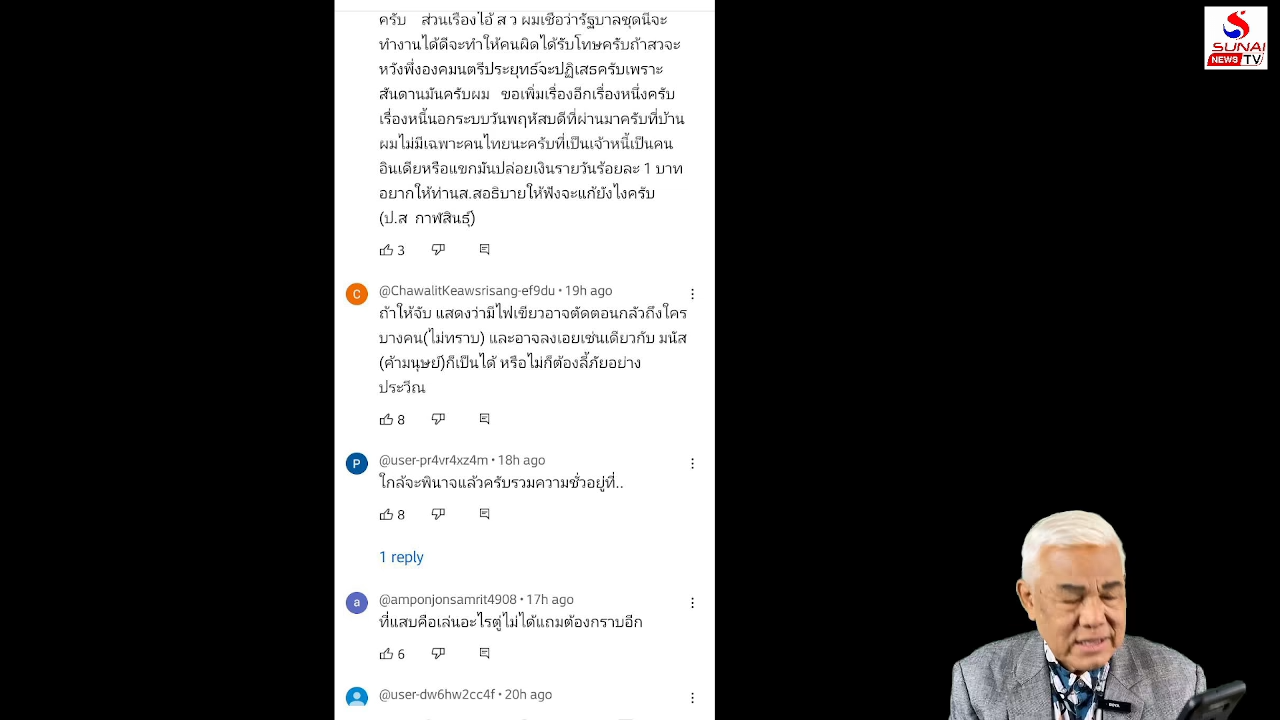 ครับ ส่วนเรื่องไอ้ ส ว ผมเชื่อว่ารัฐบาลชุดนี้จะ
ทำงานได้ดีจะทำให้คนผิดได้รับโทษครับถ้าสวจะ
หวังพึ่งองคมนตรีประยุทธ์จะปฏิเสธครับเพราะ
สันดานมันครับผม ขอเพิ่มเรื่องอีกเรื่องหนึ่งครับ
เรื่องหนี้นอกระบบวันพฤหัสบดีที่ผ่านมาครับที่บ้าน
ผมไม่มีเฉพาะคนไทยนะครับที่เป็นเจ้าหนี้เป็นคน
อินเดียหรือแขกมันปล่อยเงินรายวันร้อยละ 1 บาท
อยากให้ท่านส.สอธิบายให้ฟังจะแก้ยังไงครับ
(ป.ส กาฬสินธุ์)
3
C
@ChawalitKeawsrisang-ef9du • 19h ago
ถ้าให้จับ แสดงว่ามีไฟเขียวอาจตัดตอนกลัวถึงใคร
บางคน(ไม่ทราบ) และอาจลงเอยเช่นเดียวกับ มนัส
(ค้ามนุษย์)ก็เป็นได้ หรือไม่ก็ต้องลี้ภัยอย่าง
ประวีณ
8
P
@user-pr4vr4xz4m • 18h ago
ใกล้จะพินาจแล้วครับรวมความชั่วอยู่ที่..
8
1 reply
a
@amponjonsamrit4908 • 17h ago
ที่แสบคือเล่นอะไรตู่ไม่ได้แถมต้องกราบอีก
6
@user-dw6hw2cc4f • 20h ago
SUNAI
NEWS TV
BOYA